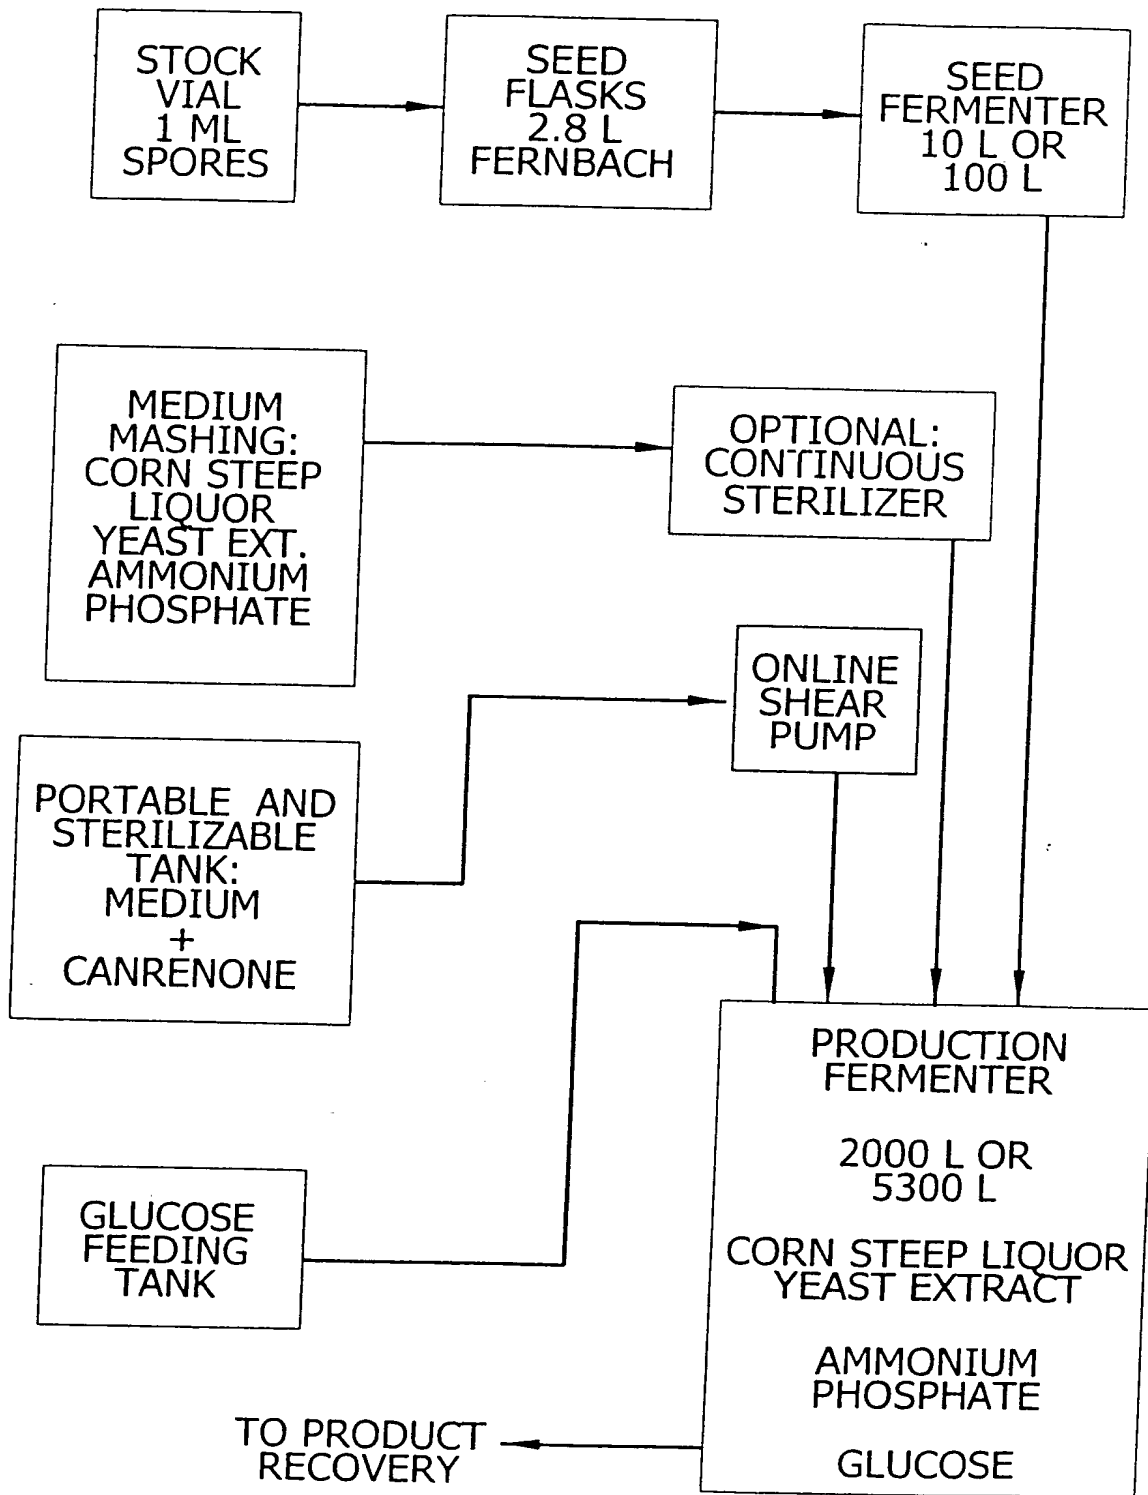 STOCK
VIAL
1 ML
SPORES
SEED
FLASKS
2.8 L
FERNBACH
SEED
FERMENTER
10 L OR
100 L
MEDIUM
MASHING:
CORN STEEP
LIQUOR
YEAST EXT.
AMMONIUM
PHOSPHATE
OPTIONAL:
CONTINUOUS
STERILIZER
ONLINE
SHEAR
PUMP
PORTABLE AND
STERILIZABLE
TANK:
MEDIUM
+
CANRENONE
GLUCOSE
FEEDING
TANK
PRODUCTION
FERMENTER
2000 L OR
5300 L
CORN STEEP LIQUOR
YEAST EXTRACT
AMMONIUM
PHOSPHATE
GLUCOSE
TO PRODUCT
RECOVERY